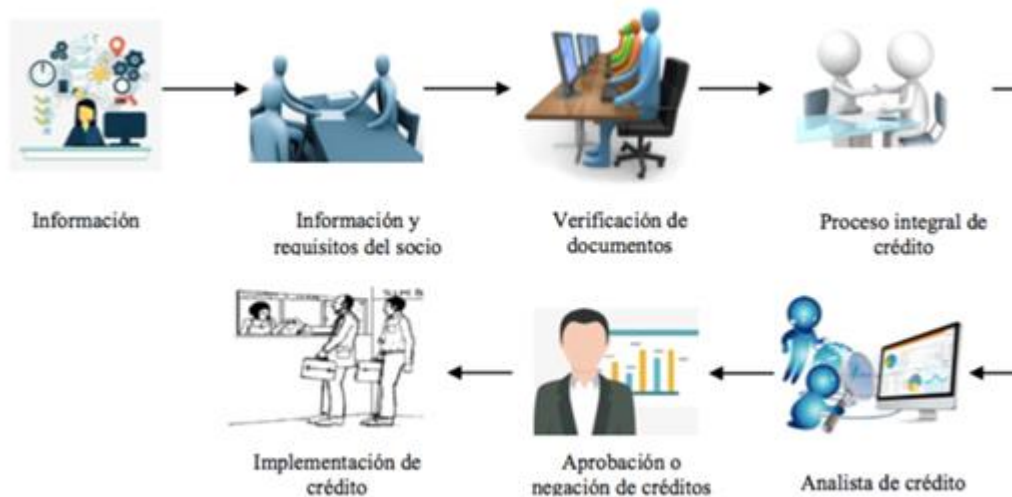 Información
Información y
requisitos del socio
Verificación de
documentos
Proceso integral de
crédito
Implementación de
crédito
Aprobación o
negación de créditos
Analista de crédito